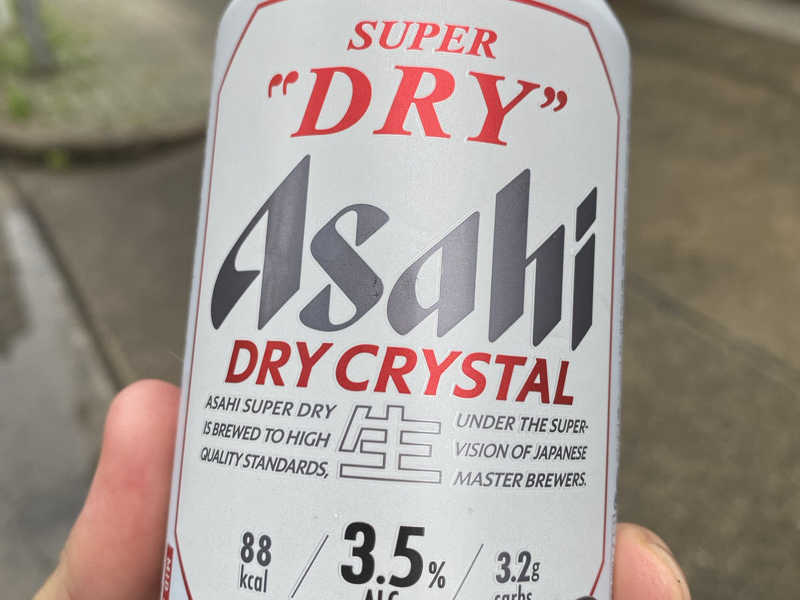 SUPER
"DRY"
Asahi
DRY CRYSTAL
ASAHI SUPER DRY
IS BREWED TO HIGH
QUALITY STANDARDS,
生
UNDER THE SUPER-
VISION OF JAPANESE
MASTER BREWERS.
88
kcal
3.5%
ALC
3.2g
carbs